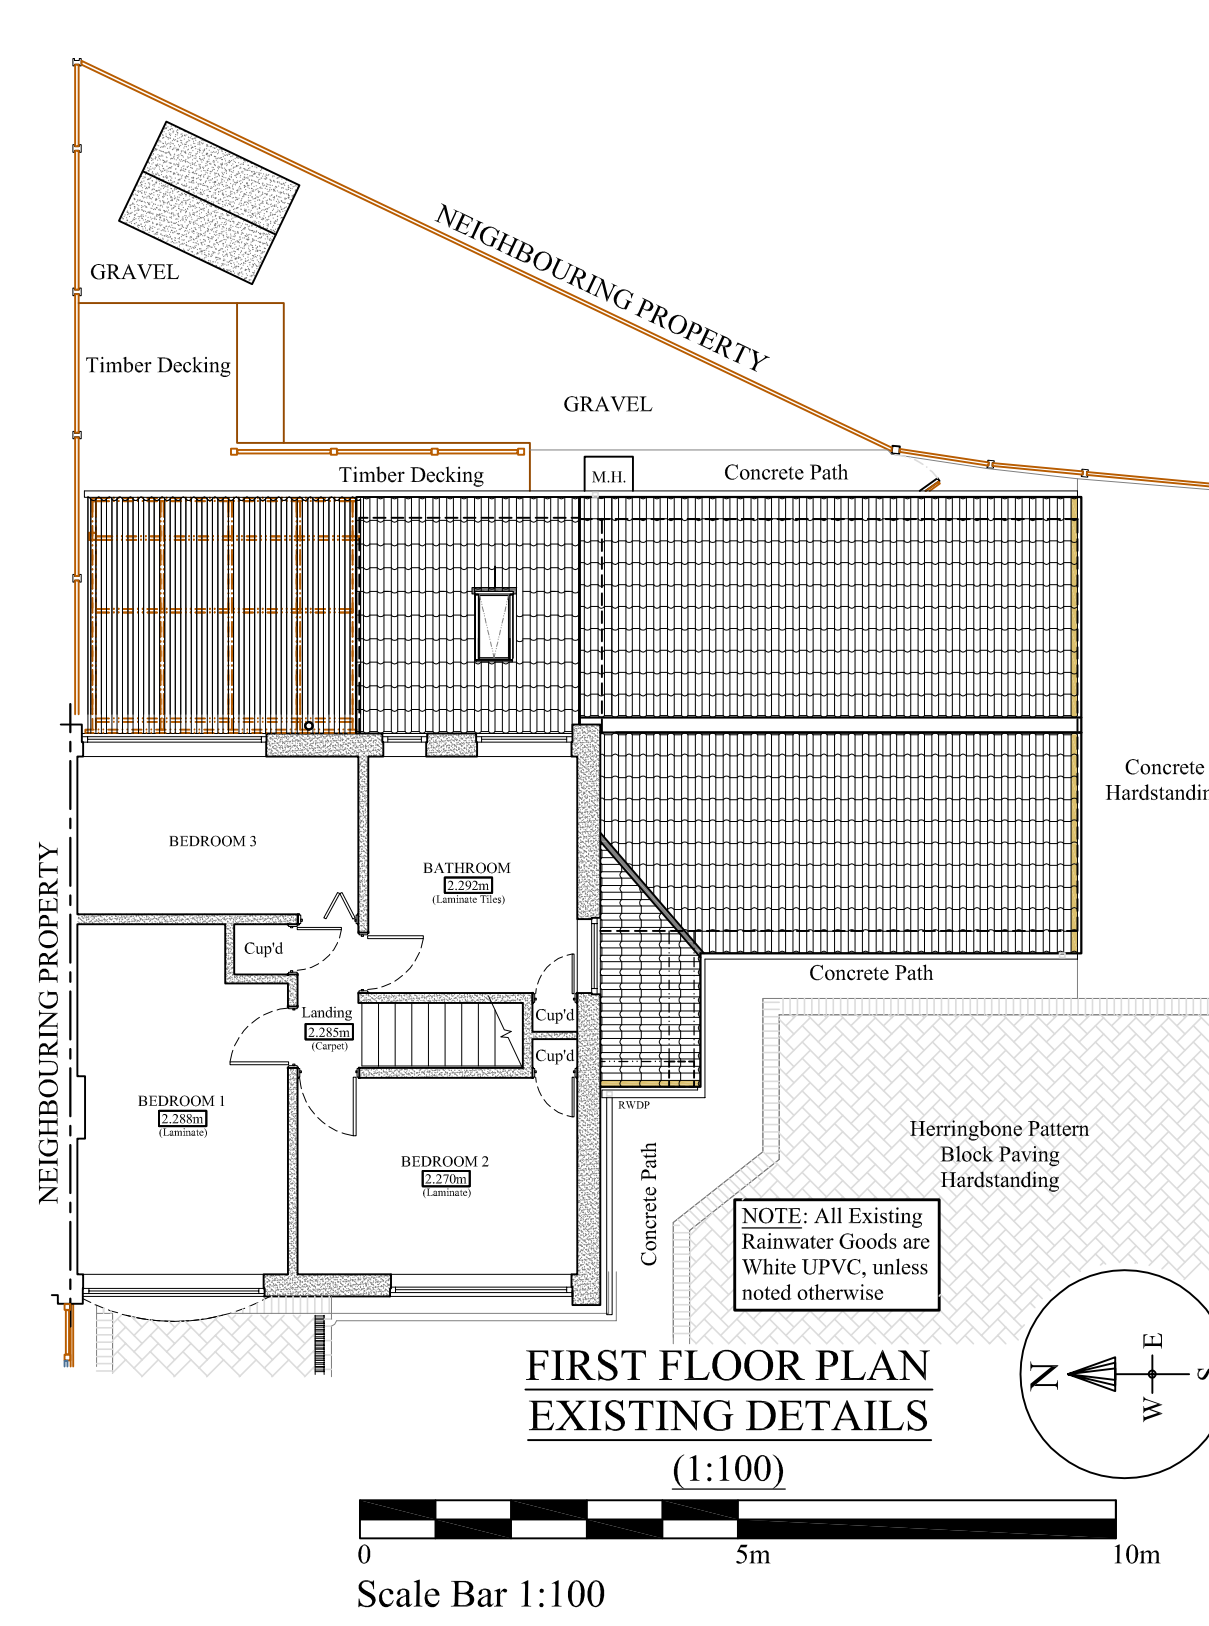 NEIGHBOURING PROPERTY
GRAVEL
Timber Decking
GRAVEL
Timber Decking
M.H.
Concrete Path
Concrete
NEIGHBOURING PROPERTY
BEDROOM 3
BATHROOM
2.292m
(Laminate Tiles)
Cup'd
Concrete Path
Landing
2.285m
(Carpet)
Cup'd
Cup'd
BEDROOM 1
2.288m
(Laminate)
RWDP
BEDROOM 2
2.270m
(Laminate)
Concrete Path
Herringbone Pattern
Block Paving
Hardstanding
NOTE: All Existing
Rainwater Goods are
White UPVC, unless
noted otherwise
N
E
W
FIRST FLOOR PLAN
EXISTING DETAILS
(1:100)
0
5m
10m
Scale Bar 1:100